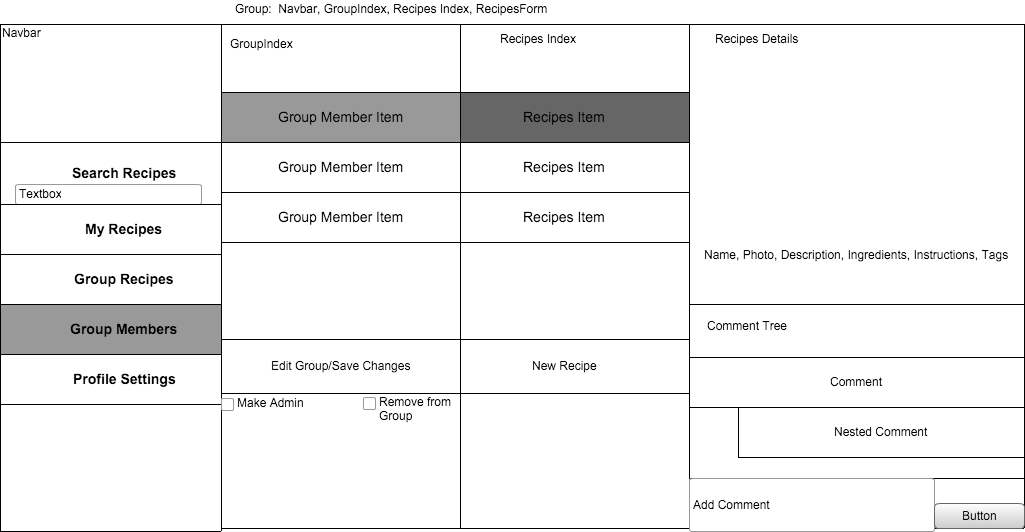 Group: Navbar, GroupIndex, Recipes Index, RecipesForm
Navbar
Search Recipes
Textbox
My Recipes
Group Recipes
Group Members
Profile Settings
GroupIndex
Group Member Item
Group Member Item
Group Member Item
Edit Group/Save Changes
Make Admin
Remove from
Group
Recipes Index
Recipes Item
Recipes Item
Recipes Item
New Recipe
Recipes Details
Name, Photo, Description, Ingredients, Instructions, Tags
Comment Tree
Comment
Nested Comment
Add Comment
Button